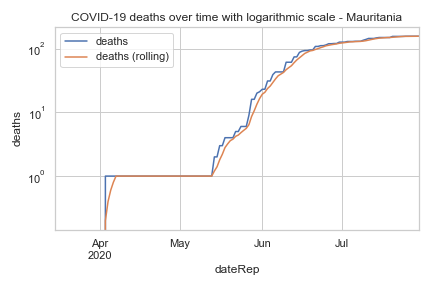 COVID-19 deaths over time with logarithmic scale - Mauritania
deaths
deaths (rolling)
10²
10¹
10⁰
deaths
Apr
2020
May
Jun
Jul
dateRep